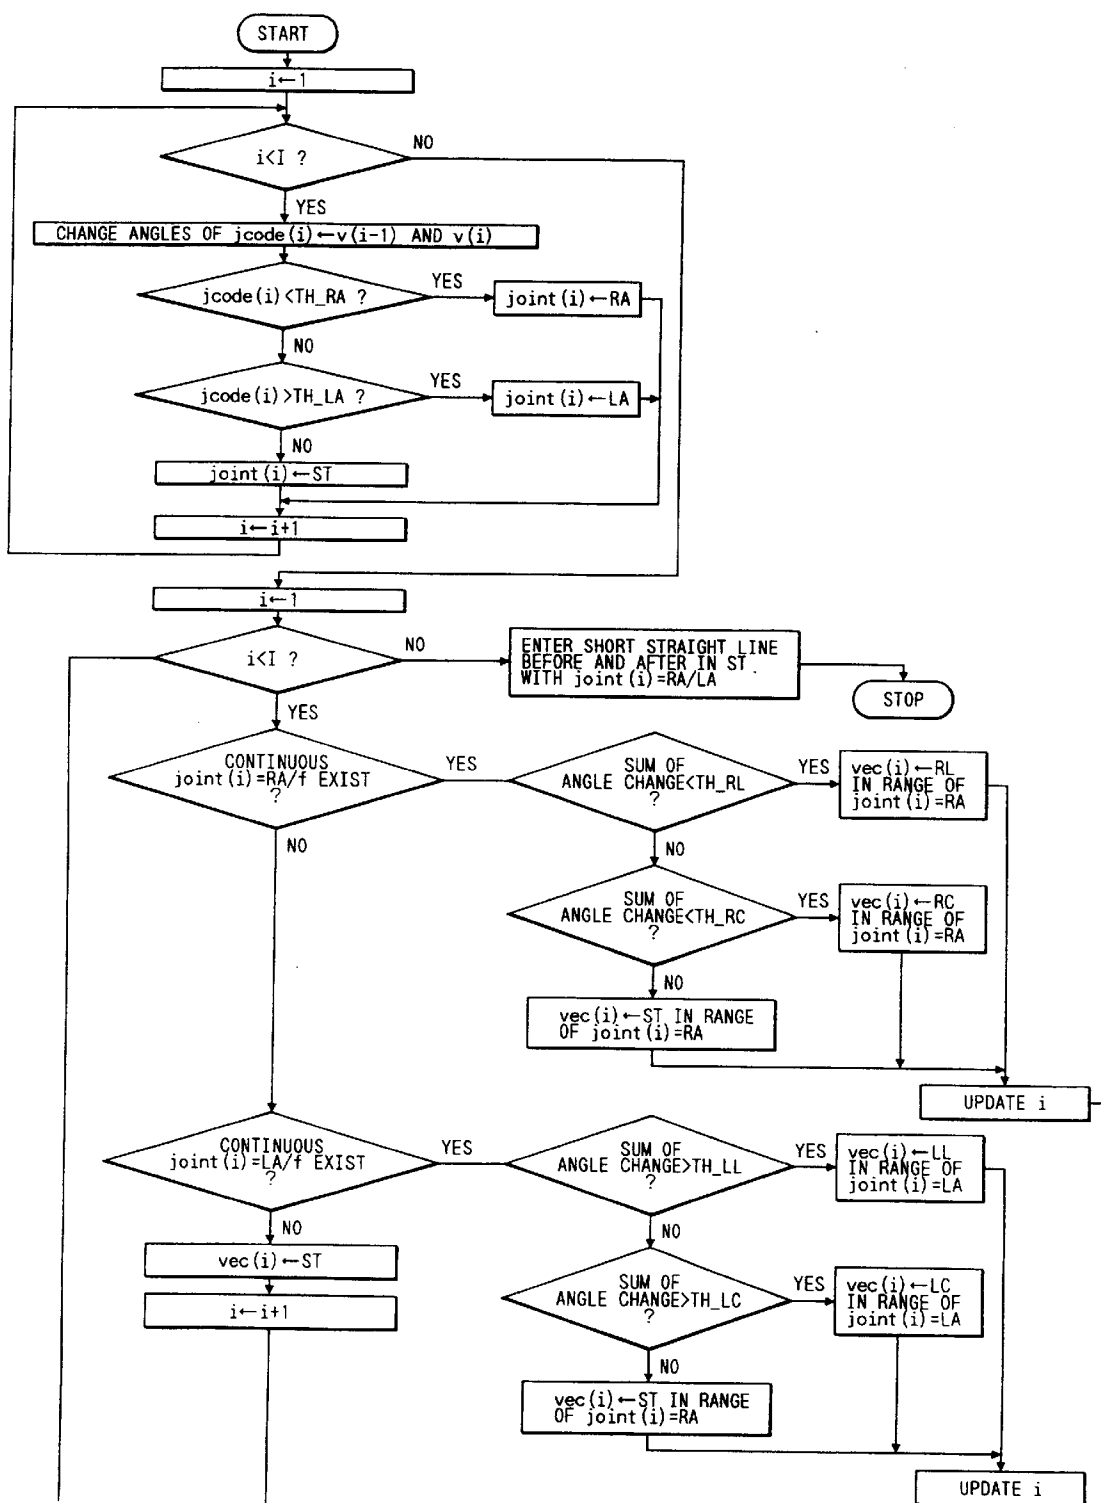 START
i←1
i<I ?
NO
YES
CHANGE ANGLES OF jcode(i)←v(i-1) AND v(i)
jcode(i)<TH_RA ?
YES
joint(i)←RA
NO
jcode(i)>TH_LA ?
YES
joint(i)←LA
NO
joint(i)←ST
i←i+1
i←1
i<I ?
NO
ENTER SHORT STRAIGHT LINE
BEFORE AND AFTER IN ST
WITH joint(i)=RA/LA
STOP
YES
CONTINUOUS
joint(i)=RA/f EXIST
?
YES
SUM OF
ANGLE CHANGE<TH_RL
?
YES
vec(i)←RL
IN RANGE OF
joint(i)=RA
NO
NO
SUM OF
ANGLE CHANGE<TH_RC
?
YES
vec(i)←RC
IN RANGE OF
joint(i)=RA
NO
vec(i)←ST IN RANGE
OF joint(i)=RA
UPDATE i
CONTINUOUS
joint(i)=LA/f EXIST
?
YES
SUM OF
ANGLE CHANGE>TH_LL
?
YES
vec(i)←LL
IN RANGE OF
joint(i)=LA
NO
NO
vec(i)←ST
i←i+1
SUM OF
ANGLE CHANGE>TH_LC
?
YES
vec(i)←LC
IN RANGE OF
joint(i)=LA
NO
vec(i)←ST IN RANGE
OF joint(i)=RA
UPDATE i